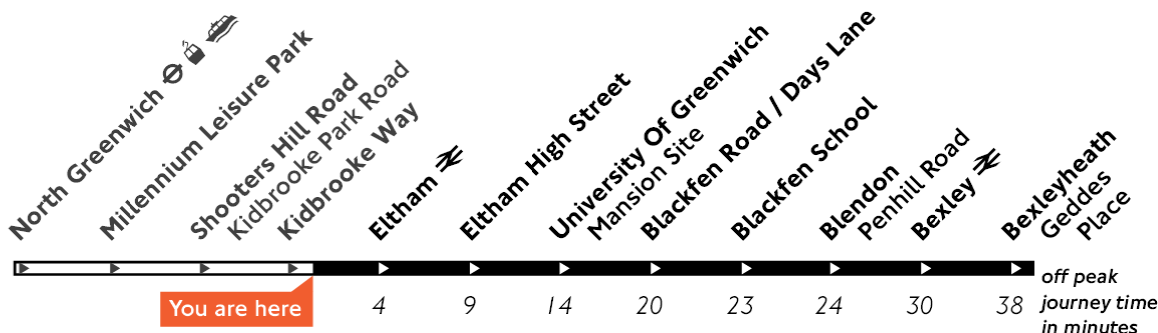 North Greenwich
Millennium Leisure Park
Shooters Hill Road
Kidbrooke Park Road
Kidbrooke Way
Eltham
Eltham High Street
University Of Greenwich
Mansion Site
Blackfen Road / Days Lane
Blackfen School
Blendon
Penhill Road
Bexley
Bexleyheath
Geddes
Place
You are here
4
9
14
20
23
24
30
38
off peak
journey time
in minutes